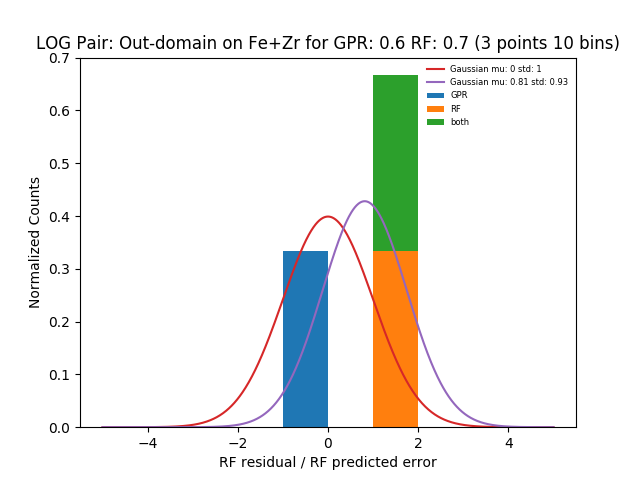 LOG Pair: Out-domain on Fe+Zr for GPR: 0.6 RF: 0.7 (3 points 10 bins)
Gaussian mu: 0 std: 1
Gaussian mu: 0.81 std: 0.93
GPR
RF
both
Normalized Counts
0.7
0.6
0.5
0.4
0.3
0.2
0.1
0.0
−4
−2
0
2
4
RF residual / RF predicted error